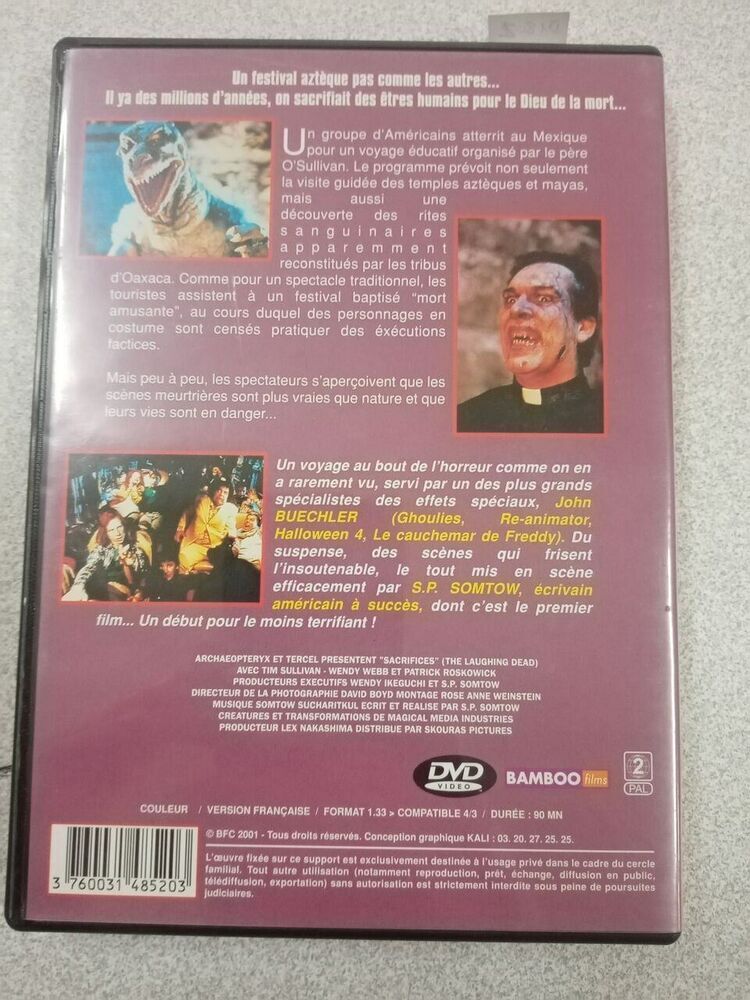 Un festival aztèque pas comme les autres...
Il ya des millions d'années, on sacrifiait des êtres humains pour le Dieu de la mort...
Un groupe d'Américains atterrit au Mexique
pour un voyage éducatif organisé par le père
O'Sullivan. Le programme prévoit non seulement
la visite guidée des temples aztèques et mayas,
mais aussi une
découverte des rites
sanguinaires
apparemment
reconstitués par les tribus
d'Oaxaca. Comme pour un spectacle traditionnel, les
touristes assistent à un festival baptisé "mort
amusante", au cours duquel des personnages en
costume sont censés pratiquer des éxécutions
factices.
Mais peu à peu, les spectateurs s'aperçoivent que les
scènes meurtrières sont plus vraies que nature et que
leurs vies sont en danger...
Un voyage au bout de l'horreur comme on en
a rarement vu, servi par un des plus grands
spécialistes des effets spéciaux, John
BUECHLER (Ghoulies, Re-animator,
Halloween 4, Le cauchemar de Freddy). Du
suspense, des scènes qui frisent
l'insoutenable, le tout mis en scène
efficacement par S.P. SOMTOW, écrivain
américain à succès, dont c'est le premier
film... Un début pour le moins terrifiant !
ARCHAEOPTERYX ET TERCEL PRESENTENT "SACRIFICES" (THE LAUGHING DEAD)
AVEC TIM SULLIVAN - WENDY WEBB ET PATRICK ROSKOWICK
PRODUCTEURS EXECUTIFS WENDY IKEGUCHI ET S.P. SOMTOW
DIRECTEUR DE LA PHOTOGRAPHIE DAVID BOYD MONTAGE ROSE ANNE WEINSTEIN
MUSIQUE SOMTOW SUCHARITKUL ECRIT ET REALISE PAR S.P. SOMTOW
CREATURES ET TRANSFORMATIONS DE MAGICAL MEDIA INDUSTRIES
PRODUCTEUR LEX NAKASHIMA DISTRIBUE PAR SKOURAS PICTURES
DVD VIDEO BAMBOO films 2 PAL
COULEUR / VERSION FRANÇAISE / FORMAT 1.33 > COMPATIBLE 4/3 / DURÉE : 90 MN
© BFC 2001 - Tous droits réservés. Conception graphique KALI : 03. 20. 27. 25. 25.
L'œuvre fixée sur ce support est exclusivement destinée à l'usage privé dans le cadre du cercle
familial. Tout autre utilisation (notamment reproduction, prêt, échange, diffusion en public,
télédiffusion, exportation) sans autorisation est strictement interdite sous peine de poursuites
judiciaires.
3 760031 485203